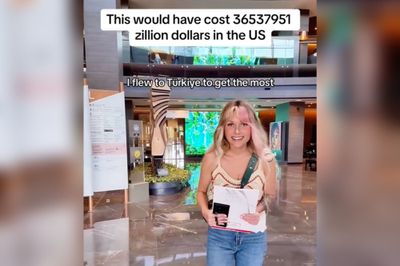 This would have cost 36537951
zillion dollars in the US
I flew to Türkiye to get the most